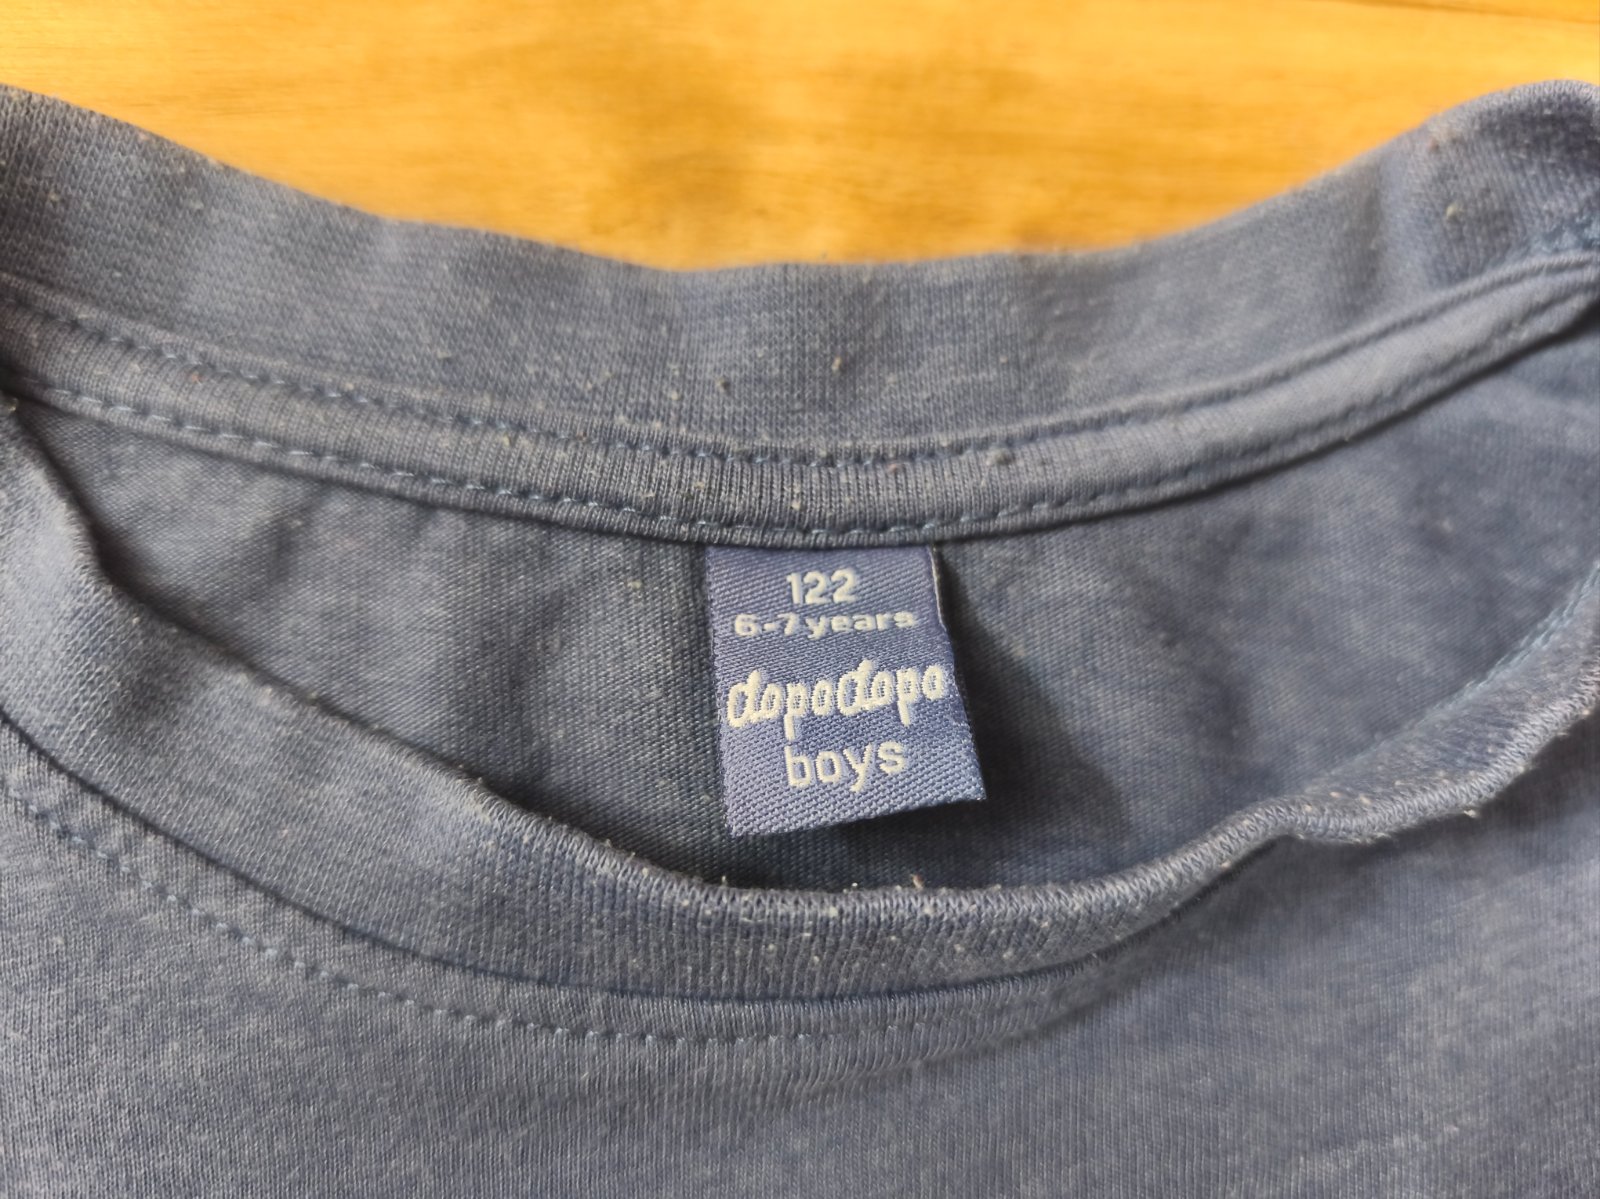 122
6-7 years
dopodopo
boys